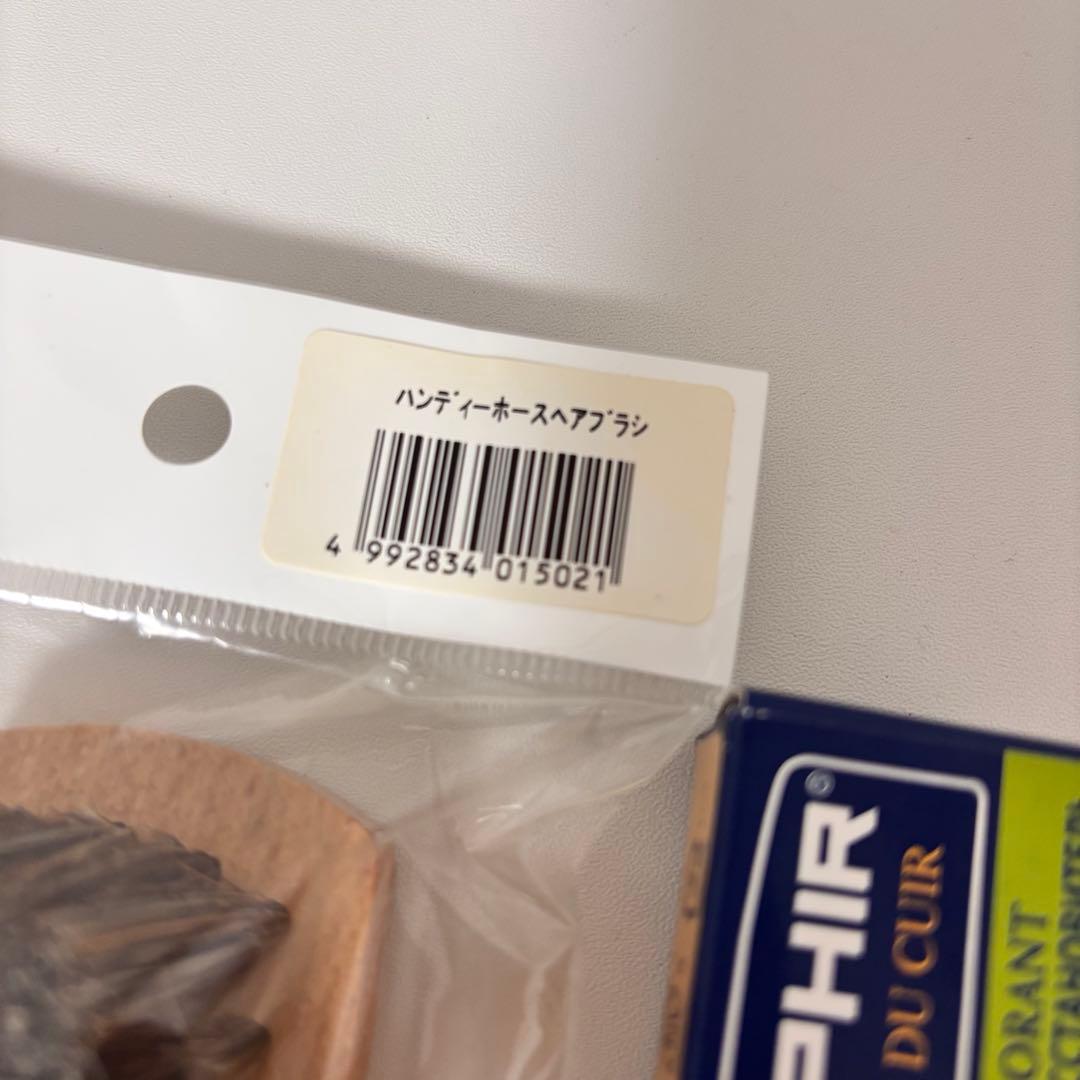 ハンディーホースヘアブラシ
4 992834 015021
PHIR®
DU CUIR
ORANT